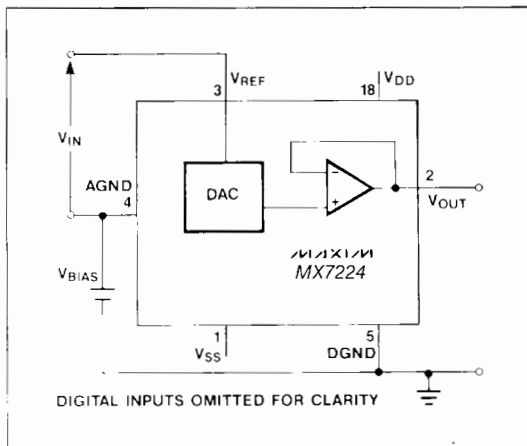 VREF
3
VDD
18
VIN
AGND
4
DAC
−
+
2
VOUT
MAXIM
MX7224
VBIAS
1
VSS
5
DGND
DIGITAL INPUTS OMITTED FOR CLARITY